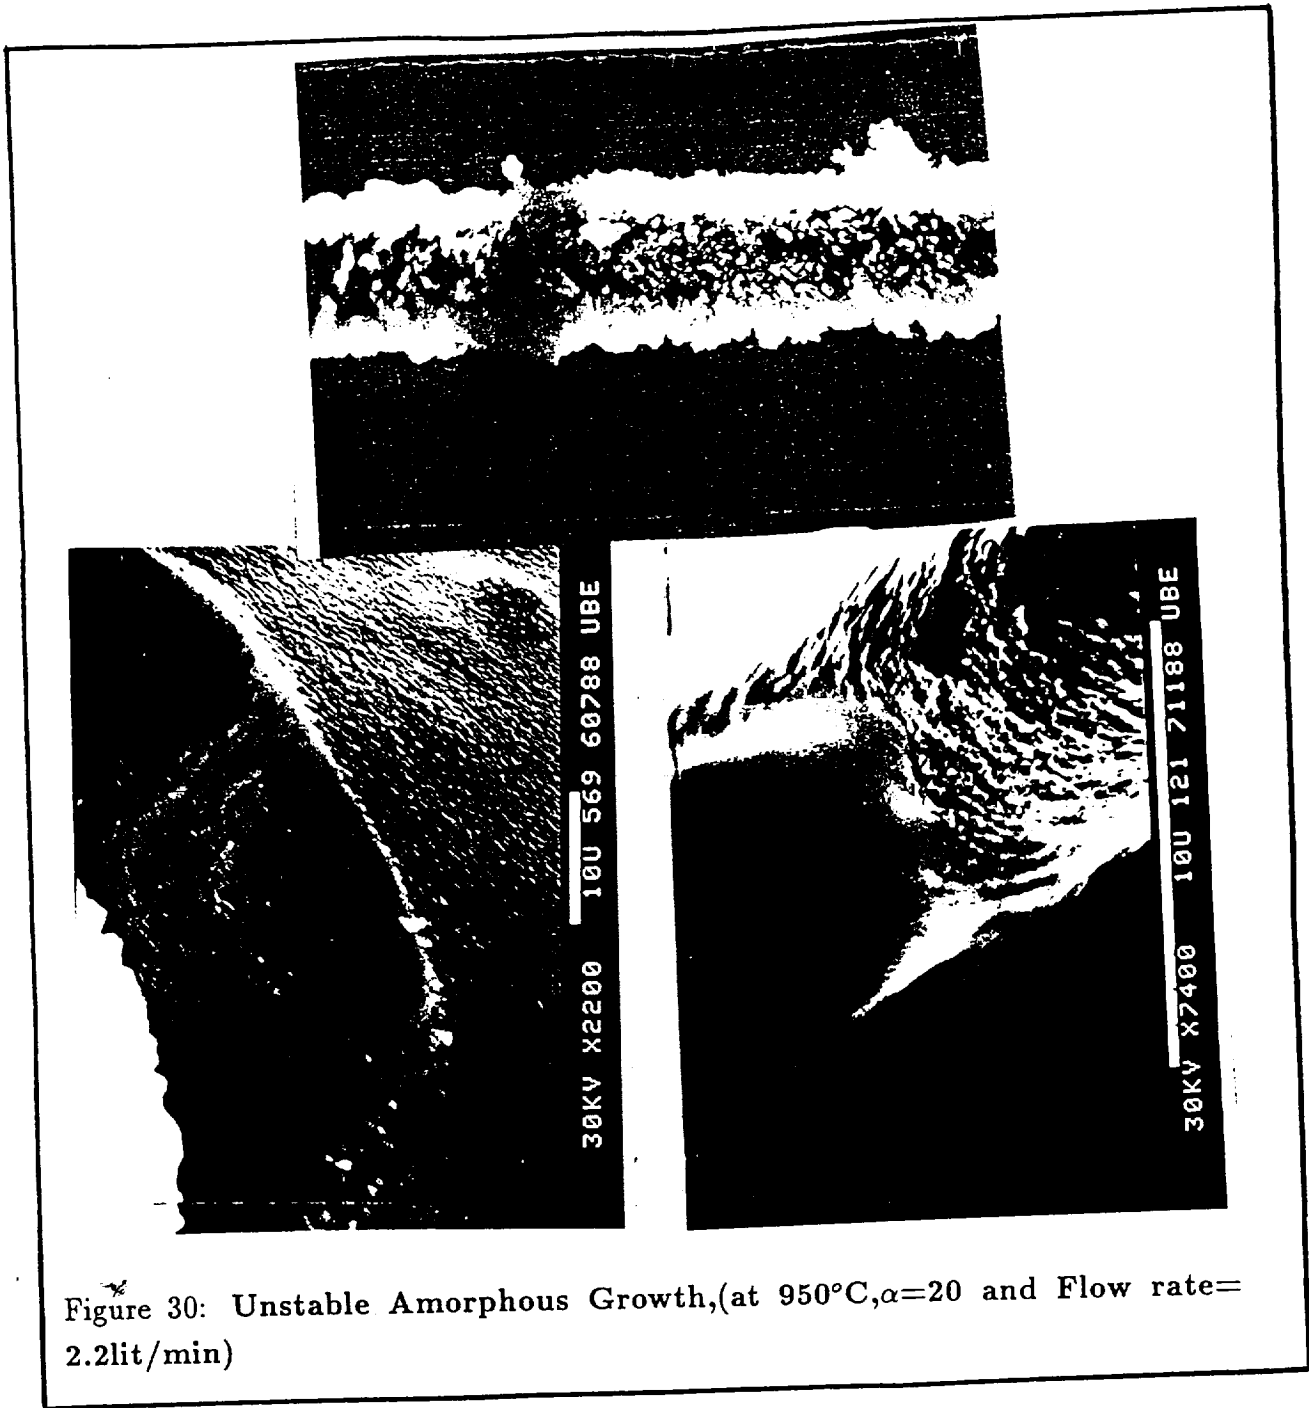 30KV X2200 10U 569 60788 UBE
30KV X7400 10U 121 71188 UBE
Figure 30: Unstable Amorphous Growth,(at 950°C,α=20 and Flow rate=
2.2lit/min)